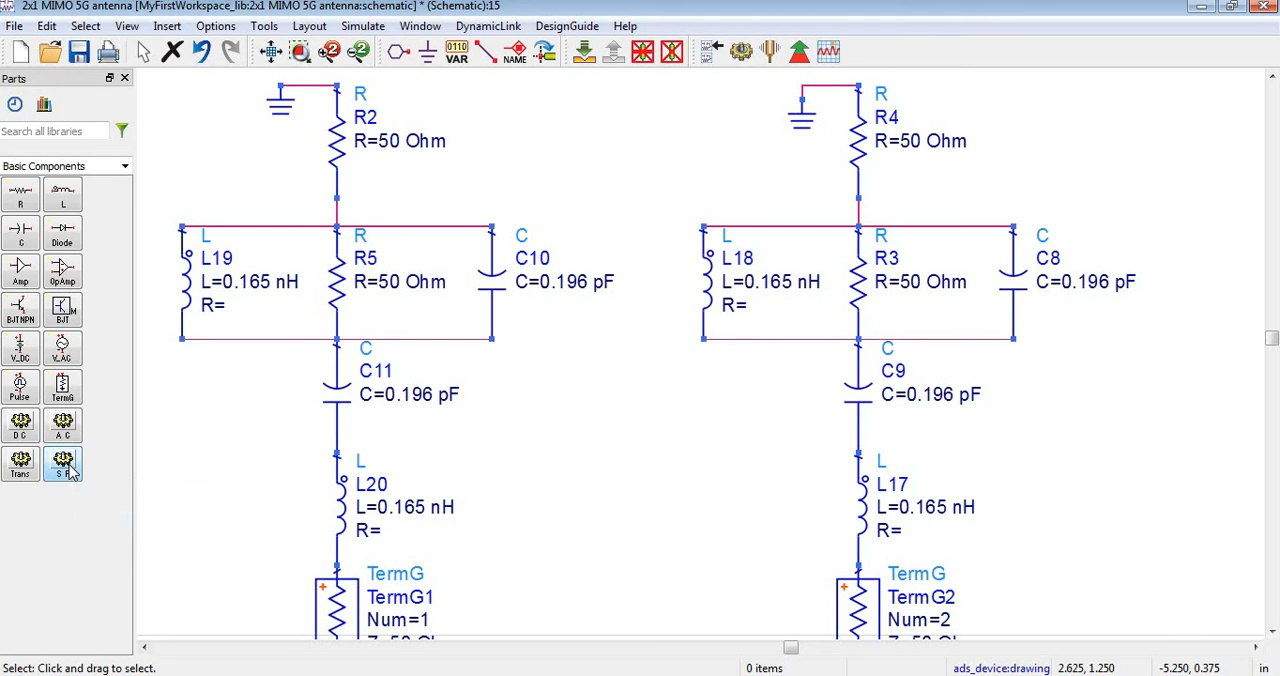 2x1 MIMO 5G antenna [MyFirstWorkspace_lib:2x1 MIMO 5G antenna:schematic] * (Schematic):15
File Edit Select View Insert Options Tools Layout Simulate Window DynamicLink DesignGuide Help
0110
VAR
NAME
Parts
Search all libraries
Basic Components
R L
C Diode
Amp OpAmp
BJTNPN BJT
M
V_DC V_AC
Pulse TermG
D C A C
Trans S P
R
R2
R=50 Ohm
R
R4
R=50 Ohm
L
L19
L=0.165 nH
R=
R
R5
R=50 Ohm
C
C10
C=0.196 pF
L
L18
L=0.165 nH
R=
R
R3
R=50 Ohm
C
C8
C=0.196 pF
C
C11
C=0.196 pF
C
C9
C=0.196 pF
L
L20
L=0.165 nH
R=
L
L17
L=0.165 nH
R=
TermG
TermG1
Num=1
TermG
TermG2
Num=2
Select: Click and drag to select.
0 items
ads_device:drawing
2.625, 1.250
-5.250, 0.375
in